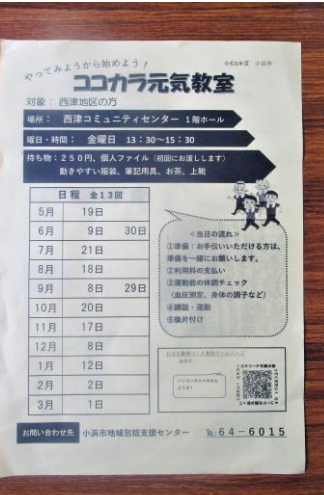 やってみようから始めよう！
令和5年度 小浜市
ココカラ元気教室
対象： 西津地区の方
場所： 西津コミュニティセンター １階ホール
曜日・時間： 金曜日 13：30～15：30
持ち物：２５０円、個人ファイル（初回にお渡しします）
動きやすい服装、筆記用具、お茶、上靴
日程 全13回
5月 19日
6月 9日 30日
7月 21日
8月 18日
9月 8日 29日
10月 20日
11月 17日
12月 8日
1月 12日
2月 2日
3月 1日
＜当日の流れ＞
①準備：お手伝いいただける方は、
準備を一緒にお願いします。
②利用料の支払い
③運動前の体調チェック
（血圧測定、身体の調子など）
④講話・運動
⑤後片付け
お問い合わせ先 小浜市地域包括支援センター ℡：64-6015